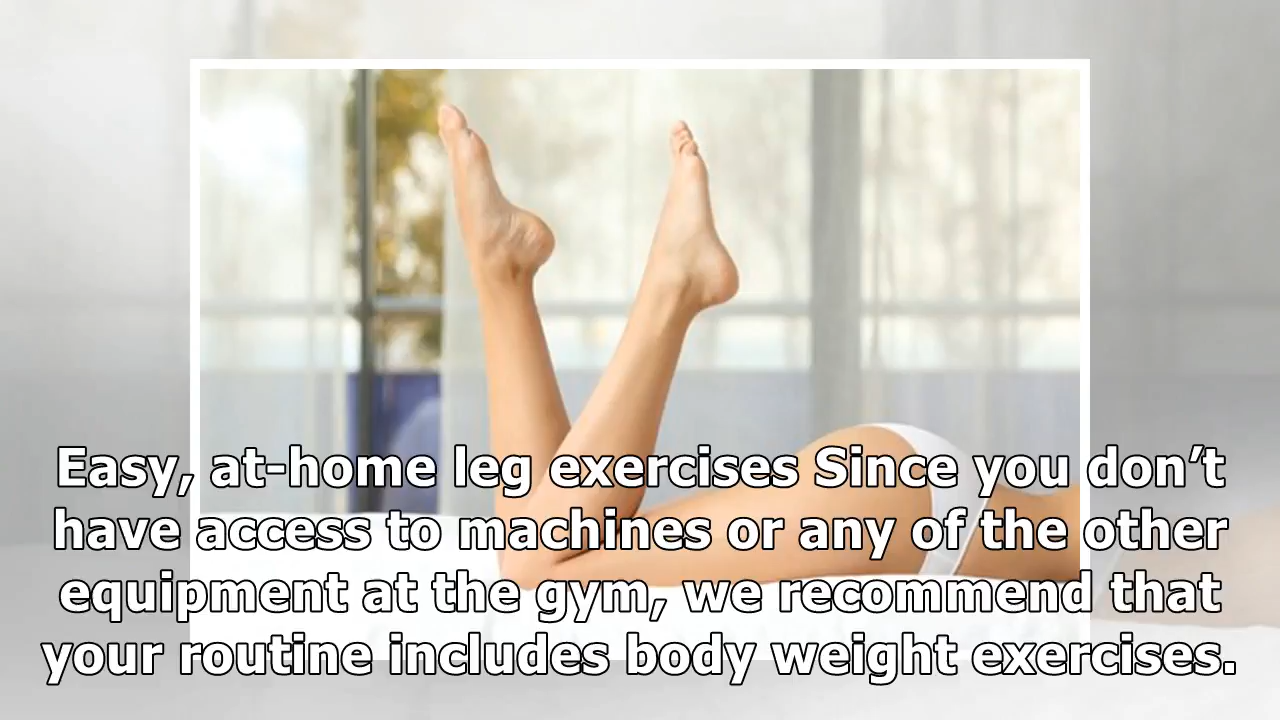 Easy, at-home leg exercises Since you don’t
have access to machines or any of the other
equipment at the gym, we recommend that
your routine includes body weight exercises.